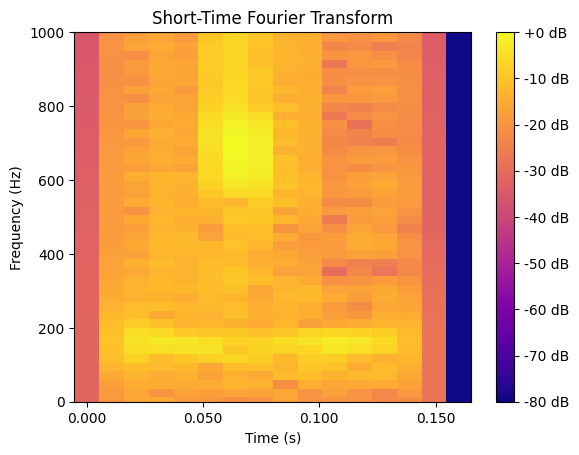 Short-Time Fourier Transform
1000
800
600
400
200
0
Frequency (Hz)
0.000
0.050
0.100
0.150
Time (s)
+0 dB
-10 dB
-20 dB
-30 dB
-40 dB
-50 dB
-60 dB
-70 dB
-80 dB